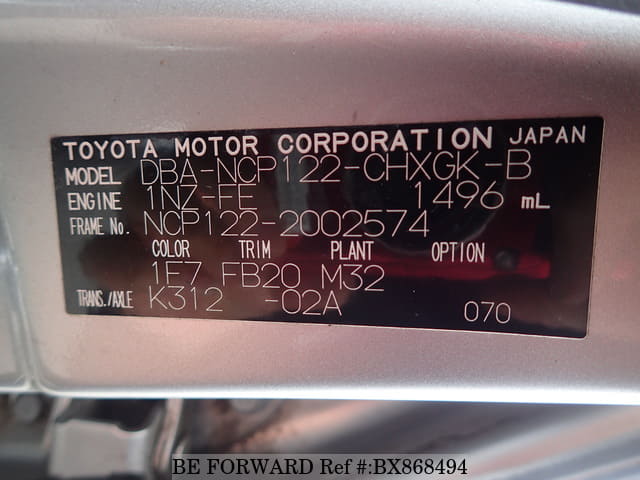 TOYOTA MOTOR CORPORATION JAPAN
MODEL DBA-NCP122-CHXGK-B
ENGINE 1NZ-FE 1496 mL
FRAME No. NCP122-2002574
COLOR TRIM PLANT OPTION
1F7 FB20 M32
TRANS./AXLE K312 -02A 070
BE FORWARD Ref #:BX868494